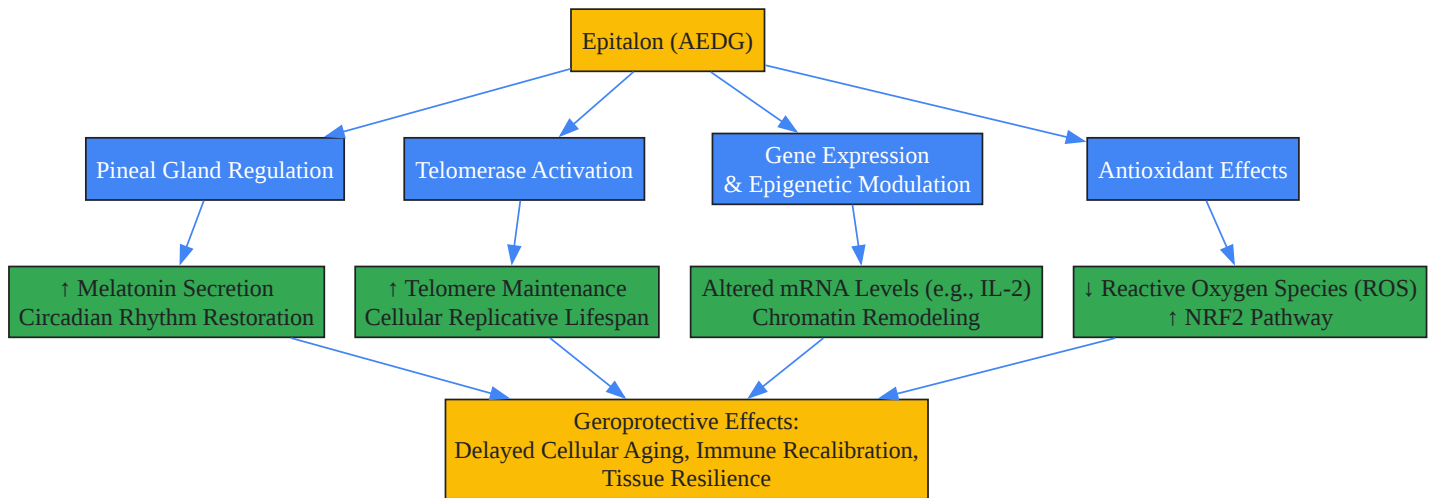 Epitalon (AEDG)
Pineal Gland Regulation
Telomerase Activation
Gene Expression
& Epigenetic Modulation
Antioxidant Effects
↑ Melatonin Secretion
Circadian Rhythm Restoration
↑ Telomere Maintenance
Cellular Replicative Lifespan
Altered mRNA Levels (e.g., IL-2)
Chromatin Remodeling
↓ Reactive Oxygen Species (ROS)
↑ NRF2 Pathway
Geroprotective Effects:
Delayed Cellular Aging, Immune Recalibration,
Tissue Resilience